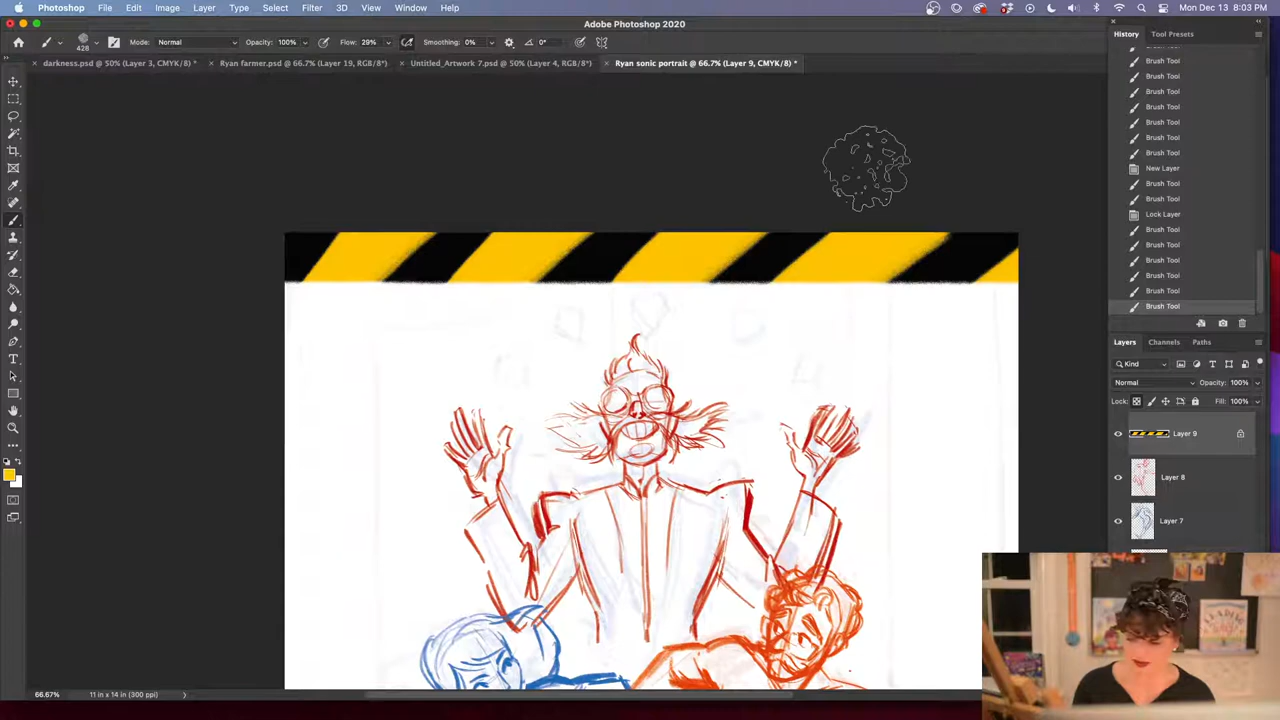 Photoshop File Edit Image Layer Type Select Filter 3D View Window Help Mon Dec 13 8:03 PM
Adobe Photoshop 2020
428 Mode: Normal Opacity: 100% Flow: 29% Smoothing: 0% 0°
darkness.psd @ 50% (Layer 3, CMYK/8) * Ryan farmer.psd @ 66.7% (Layer 19, RGB/8*) Untitled_Artwork 7.psd @ 50% (Layer 4, RGB/8*) Ryan sonic portrait @ 66.7% (Layer 9, CMYK/8) *
History Tool Presets
Brush Tool
Brush Tool
Brush Tool
Brush Tool
Brush Tool
Brush Tool
Brush Tool
New Layer
Brush Tool
Brush Tool
Lock Layer
Brush Tool
Brush Tool
Brush Tool
Brush Tool
Brush Tool
Brush Tool
Layers Channels Paths
Kind
Normal Opacity: 100%
Lock: Fill: 100%
Layer 9
Layer 8
Layer 7
66.67% 11 in x 14 in (300 ppi)